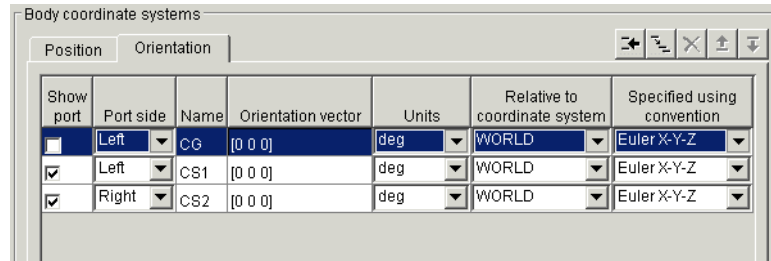 Body coordinate systems
Position Orientation
Show port Port side Name Orientation vector Units Relative to coordinate system Specified using convention
Left CG [0 0 0] deg WORLD Euler X-Y-Z
Left CS1 [0 0 0] deg WORLD Euler X-Y-Z
Right CS2 [0 0 0] deg WORLD Euler X-Y-Z